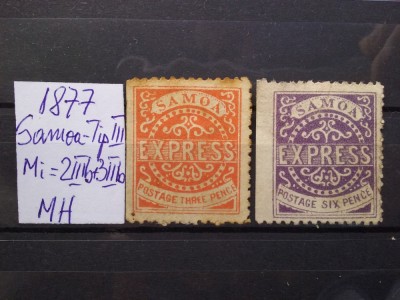 1877
Samoa-Tip III
Mi=2IIIb+3IIIb
MH
SAMOA
EXPRESS
POSTAGE THREE PENCE
SAMOA
EXPRESS
POSTAGE SIX PENCE